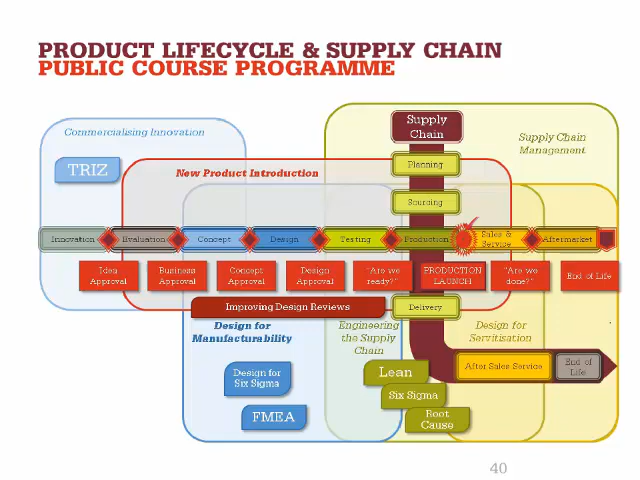 PRODUCT LIFECYCLE & SUPPLY CHAIN
PUBLIC COURSE PROGRAMME
Supply
Chain
Commercialising Innovation
Supply Chain
Management
TRIZ
New Product Introduction
Planning
Sourcing
Innovation
Evaluation
Concept
Design
Testing
Production
Sales &
Service
Aftermarket
Idea
Approval
Business
Approval
Concept
Approval
Design
Approval
"Are we
ready?"
PRODUCTION
LAUNCH
"Are we
done?"
End of Life
Improving Design Reviews
Delivery
Design for
Manufacturability
Engineering
the Supply
Chain
Design for
Servitisation
After Sales Service
End of
Life
Design for
Six Sigma
Lean
Six Sigma
FMEA
Root
Cause
40